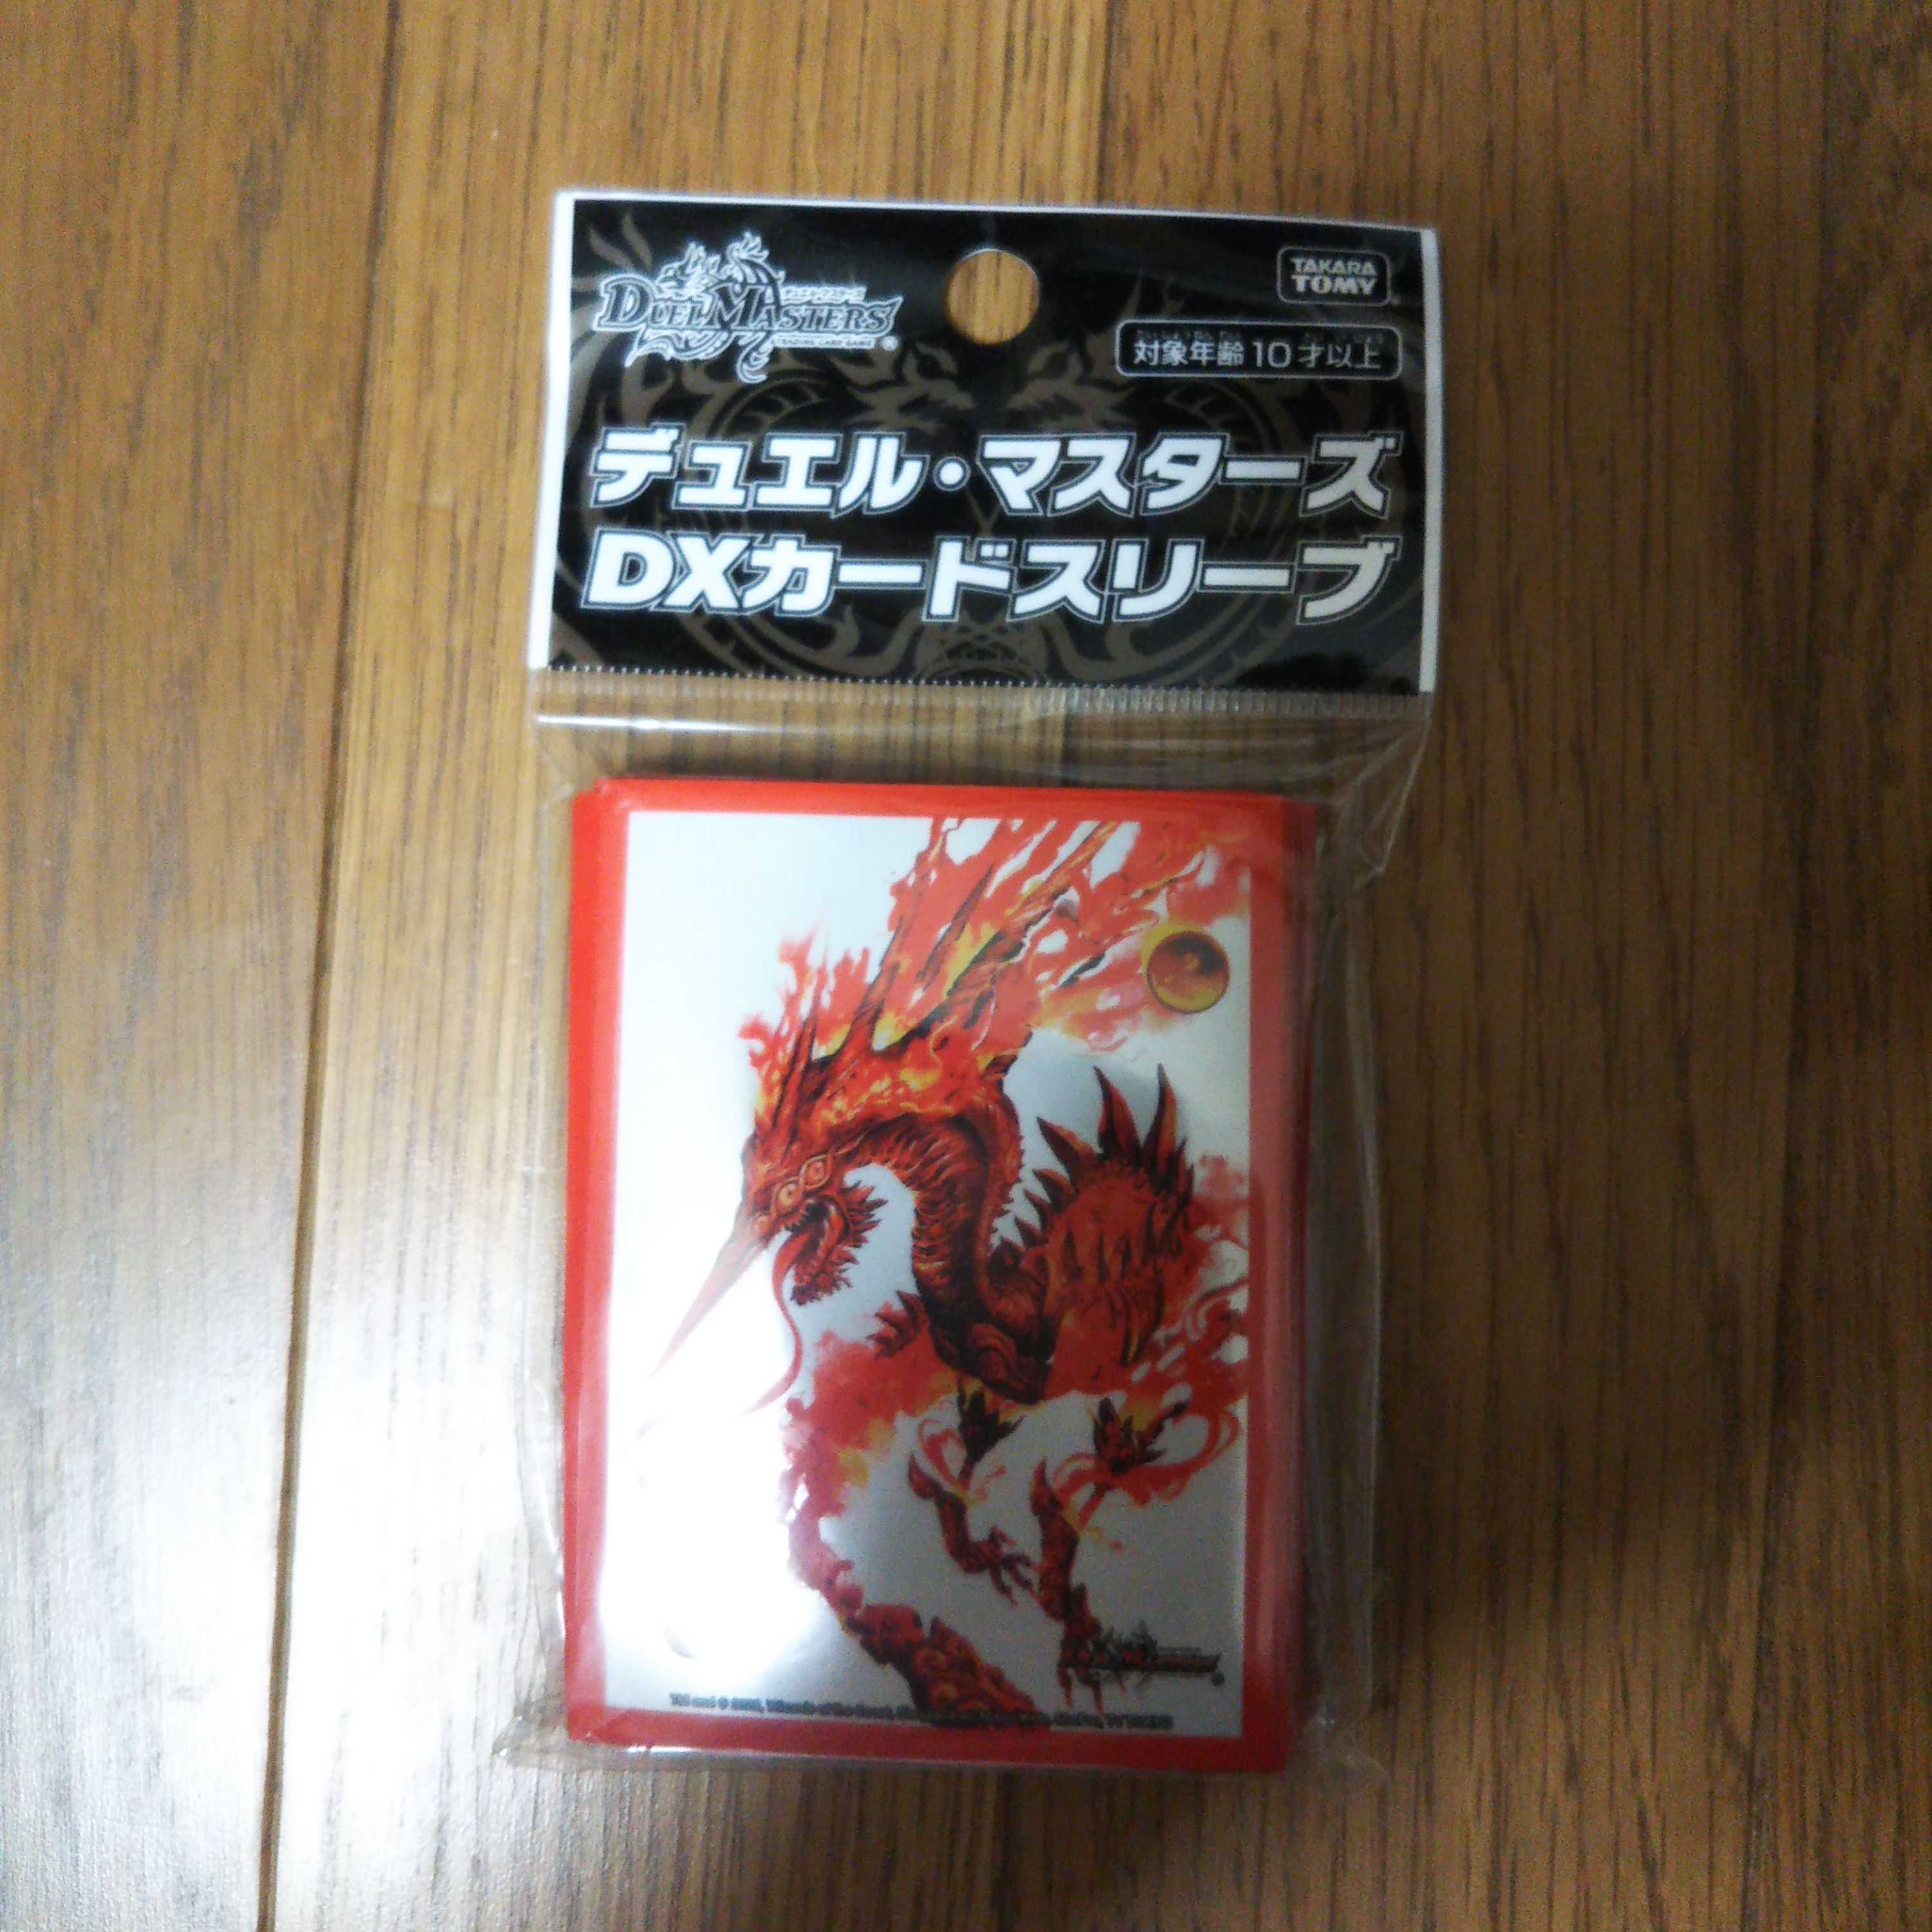 DUEL MASTERS
TRADING CARD GAME
TAKARA
TOMY
対象年齢10才以上
デュエル・マスターズ
DXカードスリーブ